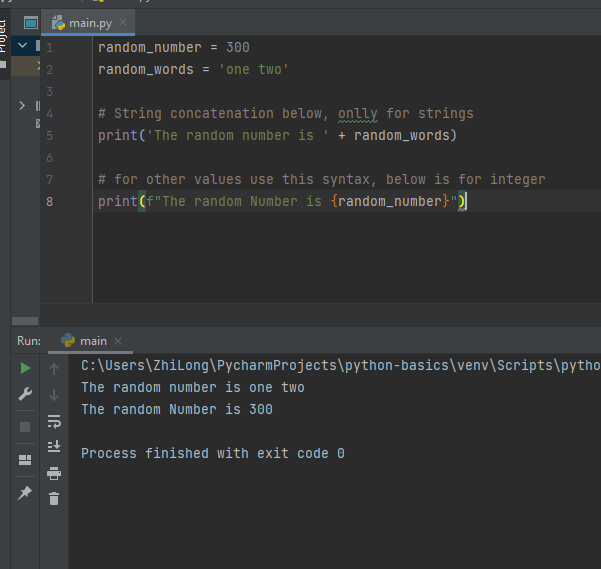 Project
main.py
1 random_number = 300
2 random_words = 'one two'
3
4 # String concatenation below, onlly for strings
5 print('The random number is ' + random_words)
6
7 # for other values use this syntax, below is for integer
8 print(f"The random Number is {random_number}")
Run: main
C:\Users\ZhiLong\PycharmProjects\python-basics\venv\Scripts\python
The random number is one two
The random Number is 300
Process finished with exit code 0